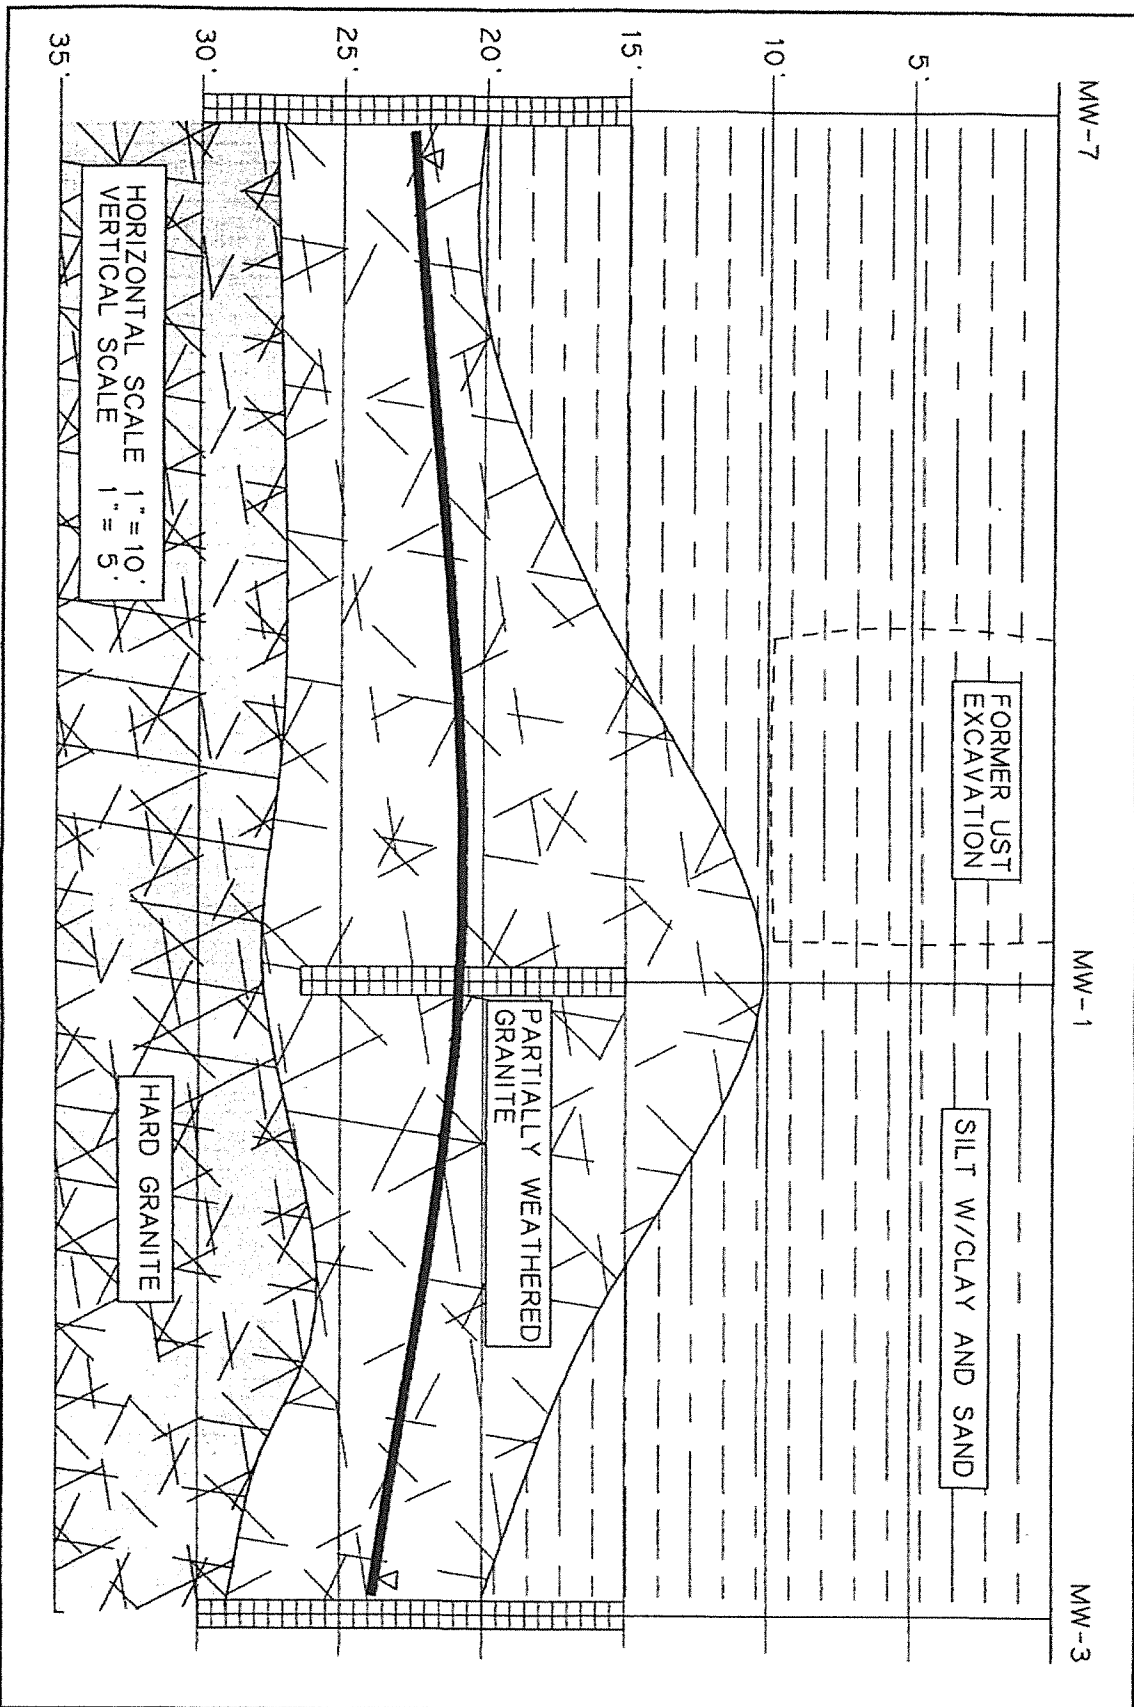 MW-7
MW-1
MW-3
5'
10'
15'
20'
25'
30'
35'
FORMER UST
EXCAVATION
SILT W/CLAY AND SAND
PARTIALLY WEATHERED
GRANITE
HARD GRANITE
HORIZONTAL SCALE 1"=10'
VERTICAL SCALE 1"= 5'